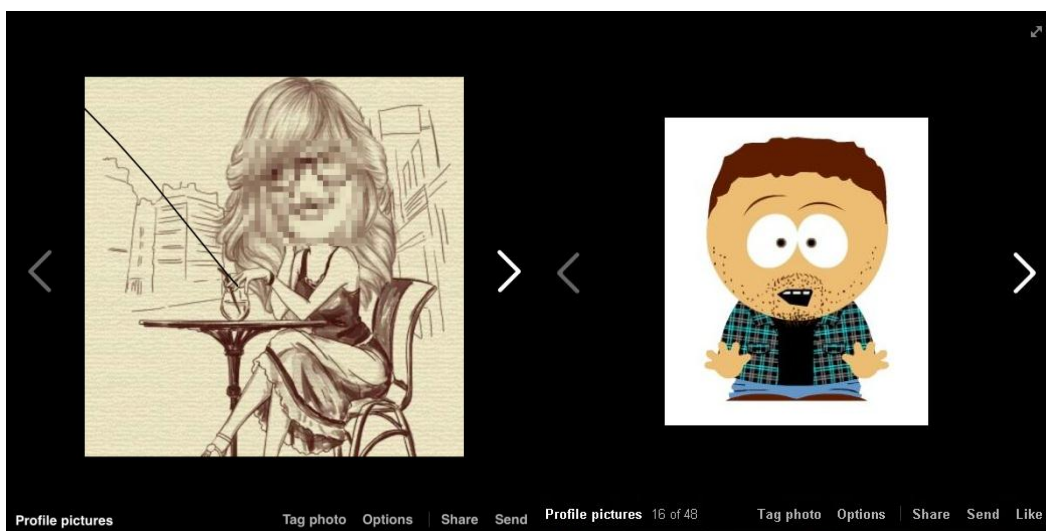 Profile pictures Tag photo Options Share Send
Profile pictures 16 of 48 Tag photo Options Share Send Like